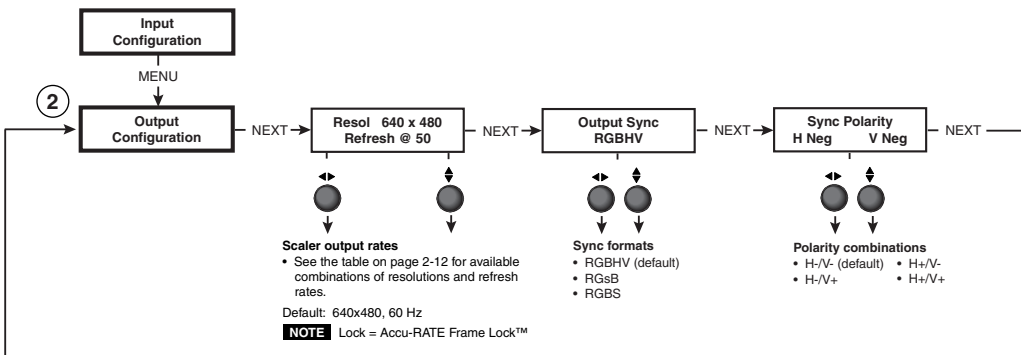 Input
Configuration
MENU
2
Output
Configuration
NEXT
Resol 640 x 480
Refresh @ 50
NEXT
Output Sync
RGBHV
NEXT
Sync Polarity
H Neg V Neg
NEXT
Scaler output rates
• See the table on page 2-12 for available
combinations of resolutions and refresh
rates.
Default: 640x480, 60 Hz
NOTE Lock = Accu-RATE Frame Lock™
Sync formats
• RGBHV (default)
• RGsB
• RGBS
Polarity combinations
• H-/V- (default) • H+/V-
• H-/V+ • H+/V+